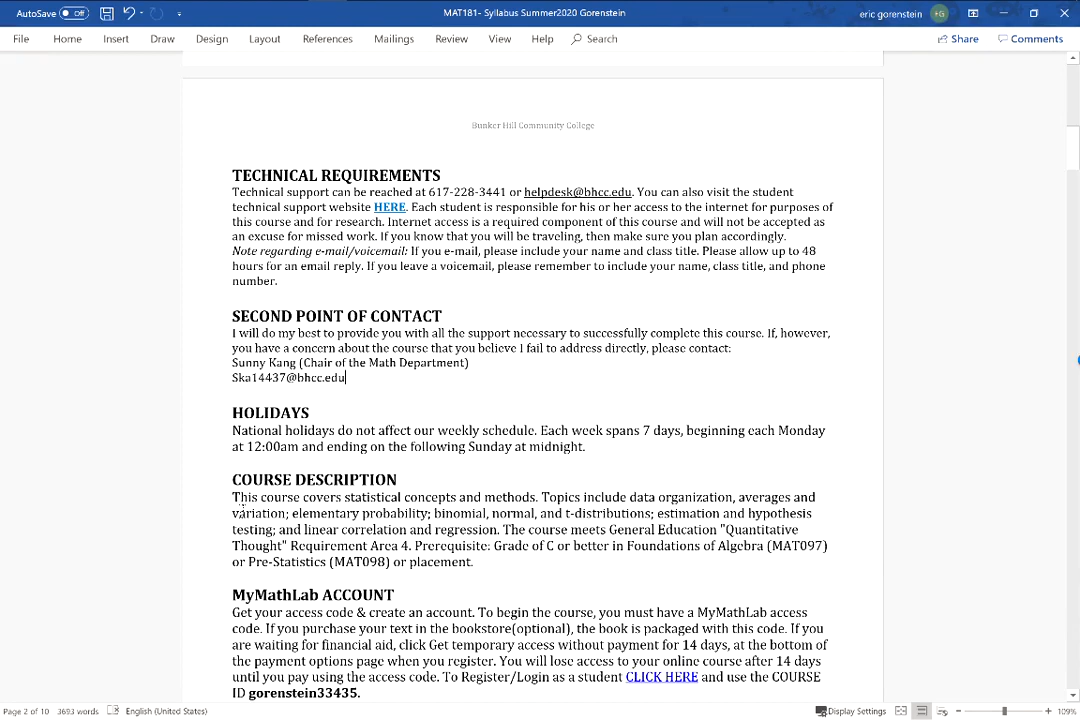 AutoSave Off
MAT181- Syllabus Summer2020 Gorenstein
eric gorenstein
File Home Insert Draw Design Layout References Mailings Review View Help Search Share Comments
Bunker Hill Community College
TECHNICAL REQUIREMENTS
Technical support can be reached at 617-228-3441 or helpdesk@bhcc.edu. You can also visit the student
technical support website HERE. Each student is responsible for his or her access to the internet for purposes of
this course and for research. Internet access is a required component of this course and will not be accepted as
an excuse for missed work. If you know that you will be traveling, then make sure you plan accordingly.
Note regarding e-mail/voicemail: If you e-mail, please include your name and class title. Please allow up to 48
hours for an email reply. If you leave a voicemail, please remember to include your name, class title, and phone
number.
SECOND POINT OF CONTACT
I will do my best to provide you with all the support necessary to successfully complete this course. If, however,
you have a concern about the course that you believe I fail to address directly, please contact:
Sunny Kang (Chair of the Math Department)
Ska14437@bhcc.edu
HOLIDAYS
National holidays do not affect our weekly schedule. Each week spans 7 days, beginning each Monday
at 12:00am and ending on the following Sunday at midnight.
COURSE DESCRIPTION
This course covers statistical concepts and methods. Topics include data organization, averages and
variation; elementary probability; binomial, normal, and t-distributions; estimation and hypothesis
testing; and linear correlation and regression. The course meets General Education "Quantitative
Thought" Requirement Area 4. Prerequisite: Grade of C or better in Foundations of Algebra (MAT097)
or Pre-Statistics (MAT098) or placement.
MyMathLab ACCOUNT
Get your access code & create an account. To begin the course, you must have a MyMathLab access
code. If you purchase your text in the bookstore(optional), the book is packaged with this code. If you
are waiting for financial aid, click Get temporary access without payment for 14 days, at the bottom of
the payment options page when you register. You will lose access to your online course after 14 days
until you pay using the access code. To Register/Login as a student CLICK HERE and use the COURSE
ID gorenstein33435.
Page 2 of 10 3693 words English (United States) Display Settings 109%